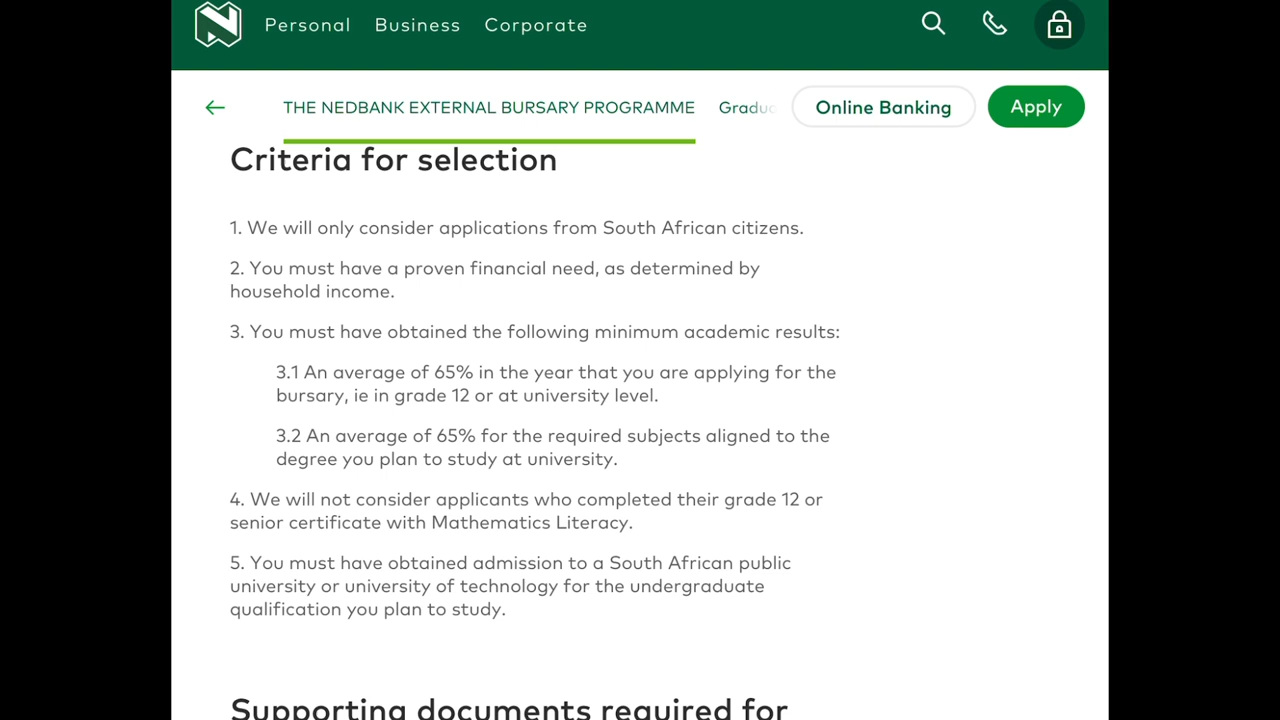 Personal Business Corporate
THE NEDBANK EXTERNAL BURSARY PROGRAMME Online Banking Apply
Criteria for selection
1. We will only consider applications from South African citizens.
2. You must have a proven financial need, as determined by
household income.
3. You must have obtained the following minimum academic results:
3.1 An average of 65% in the year that you are applying for the
bursary, ie in grade 12 or at university level.
3.2 An average of 65% for the required subjects aligned to the
degree you plan to study at university.
4. We will not consider applicants who completed their grade 12 or
senior certificate with Mathematics Literacy.
5. You must have obtained admission to a South African public
university or university of technology for the undergraduate
qualification you plan to study.
Supporting documents required for